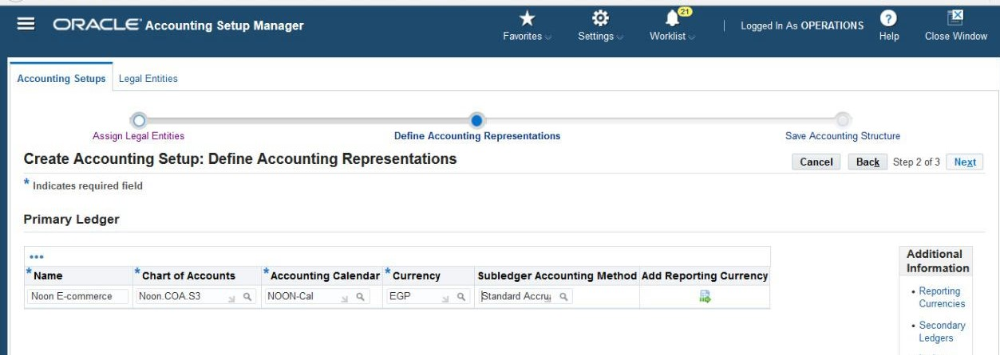 ORACLE® Accounting Setup Manager
Favorites
Settings
21
Worklist
Logged In As OPERATIONS
? Help
Close Window
Accounting Setups
Legal Entities
Assign Legal Entities
Define Accounting Representations
Save Accounting Structure
Create Accounting Setup: Define Accounting Representations
Cancel
Back
Step 2 of 3
Next
* Indicates required field
Primary Ledger
* Name
* Chart of Accounts
* Accounting Calendar
* Currency
Subledger Accounting Method
Add Reporting Currency
Noon E-commerce
Noon.COA.S3
NOON-Cal
EGP
Standard Accru
Additional
Information
• Reporting
Currencies
• Secondary
Ledgers